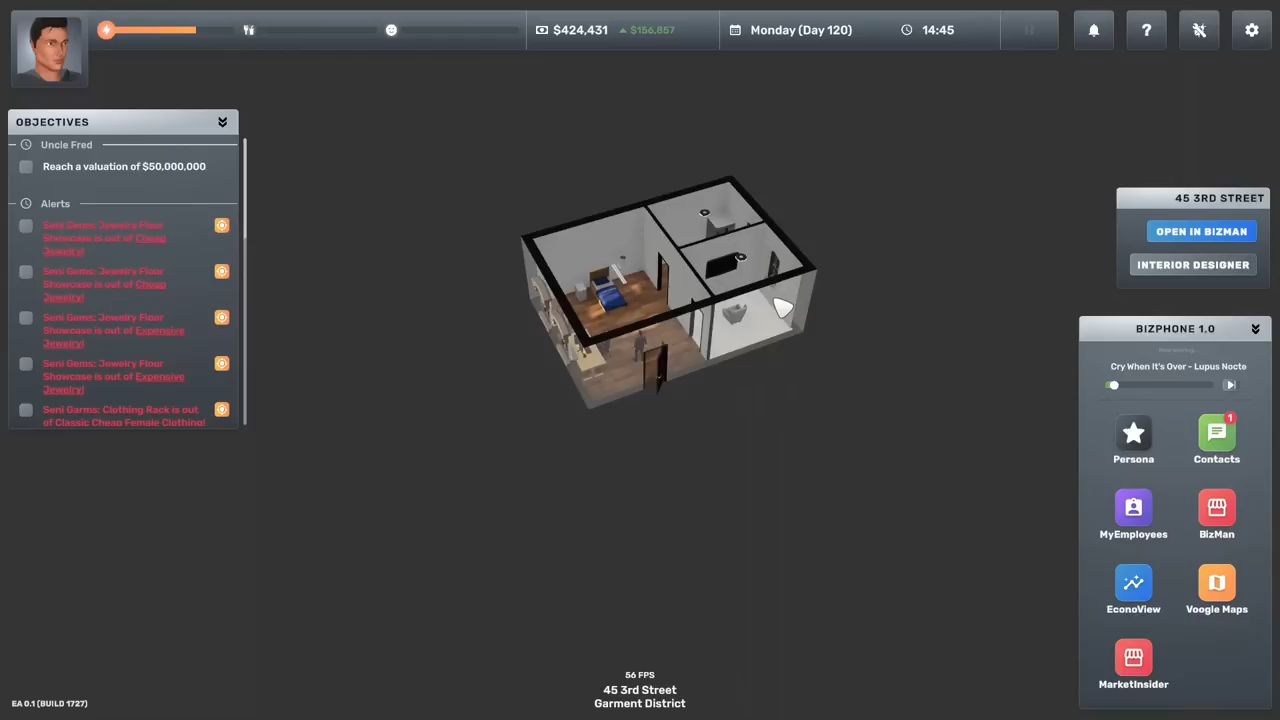 $424,431 $156,857
Monday (Day 120)
14:45
?
OBJECTIVES
Uncle Fred
Reach a valuation of $50,000,000
Alerts
Seni Gems: Jewelry Floor
Showcase is out of Cheap
Jewelry!
Seni Gems: Jewelry Floor
Showcase is out of Cheap
Jewelry!
Seni Gems: Jewelry Floor
Showcase is out of Expensive
Jewelry!
Seni Gems: Jewelry Floor
Showcase is out of Expensive
Jewelry!
Seni Garms: Clothing Rack is out
of Classic Cheap Female Clothing!
45 3RD STREET
OPEN IN BIZMAN
INTERIOR DESIGNER
BIZPHONE 1.0
Cry When It's Over - Lupus Nocte
Persona
1
Contacts
MyEmployees
BizMan
EconoView
Voogle Maps
MarketInsider
56 FPS
45 3rd Street
Garment District
EA 0.1 (BUILD 1727)